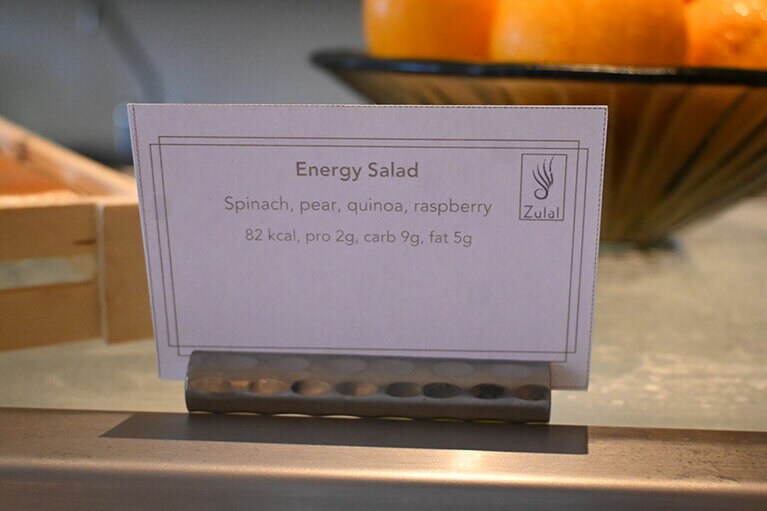 Energy Salad
Spinach, pear, quinoa, raspberry
82 kcal, pro 2g, carb 9g, fat 5g
Zulal